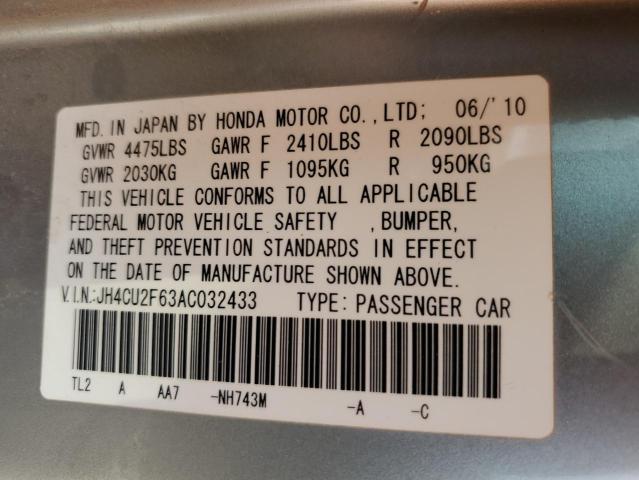 MFD. IN JAPAN BY HONDA MOTOR CO., LTD; 06/'10
GVWR 4475LBS GAWR F 2410LBS R 2090LBS
GVWR 2030KG GAWR F 1095KG R 950KG
THIS VEHICLE CONFORMS TO ALL APPLICABLE
FEDERAL MOTOR VEHICLE SAFETY , BUMPER,
AND THEFT PREVENTION STANDARDS IN EFFECT
ON THE DATE OF MANUFACTURE SHOWN ABOVE.
V.I.N.:JH4CU2F63AC032433 TYPE: PASSENGER CAR
TL2 A AA7 -NH743M -A -C